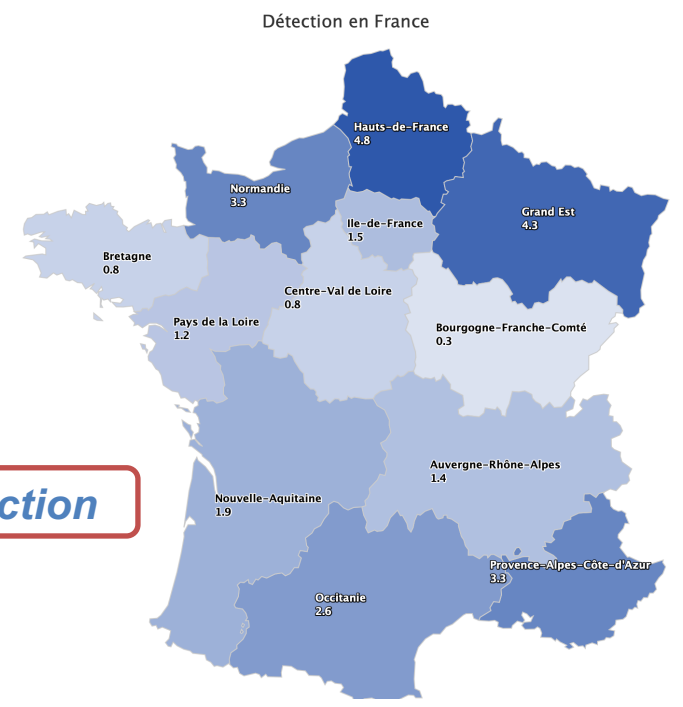 Détection en France
Hauts-de-France
4.8
Normandie
3.3
Grand Est
4.3
Ile-de-France
1.5
Bretagne
0.8
Centre-Val de Loire
0.8
Pays de la Loire
1.2
Bourgogne-Franche-Comté
0.3
Auvergne-Rhône-Alpes
1.4
ction
Nouvelle-Aquitaine
1.9
Provence-Alpes-Côte-d'Azur
3.3
Occitanie
2.6